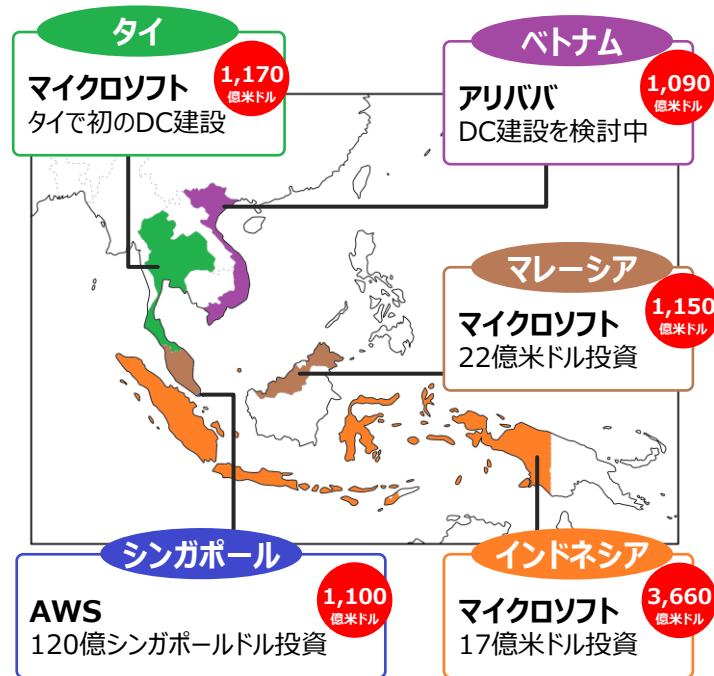 タイ
マイクロソフト
タイで初のDC建設
1,170
億米ドル
ベトナム
アリババ
DC建設を検討中
1,090
億米ドル
マレーシア
マイクロソフト
22億米ドル投資
1,150
億米ドル
シンガポール
AWS
120億シンガポールドル投資
1,100
億米ドル
インドネシア
マイクロソフト
17億米ドル投資
3,660
億米ドル